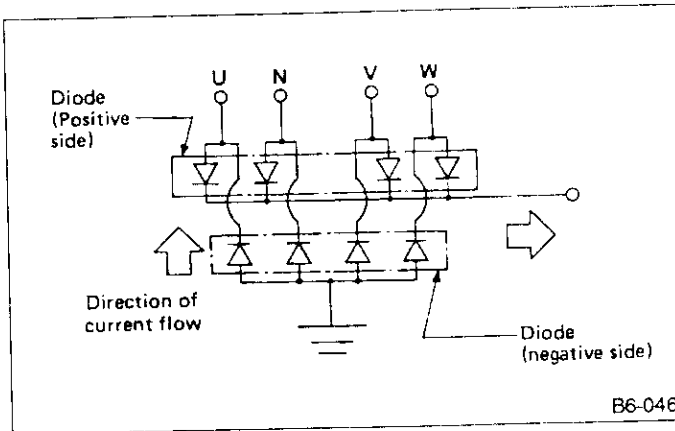 U N V W
Diode
(Positive
side)
Direction of
current flow
Diode
(negative side)
B6-046